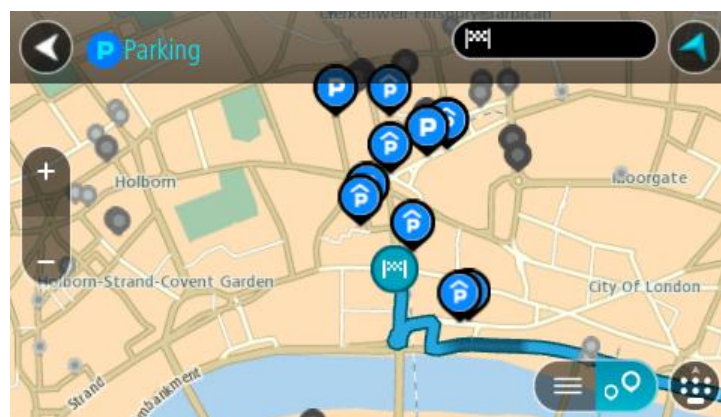 Clerkenwell-Finsbury-Barbican
P Parking
P
P
P
P
P
P
P
P
Holborn
Moorgate
+
−
Holborn-Strand-Covent Garden
City Of London
Strand
Embankment